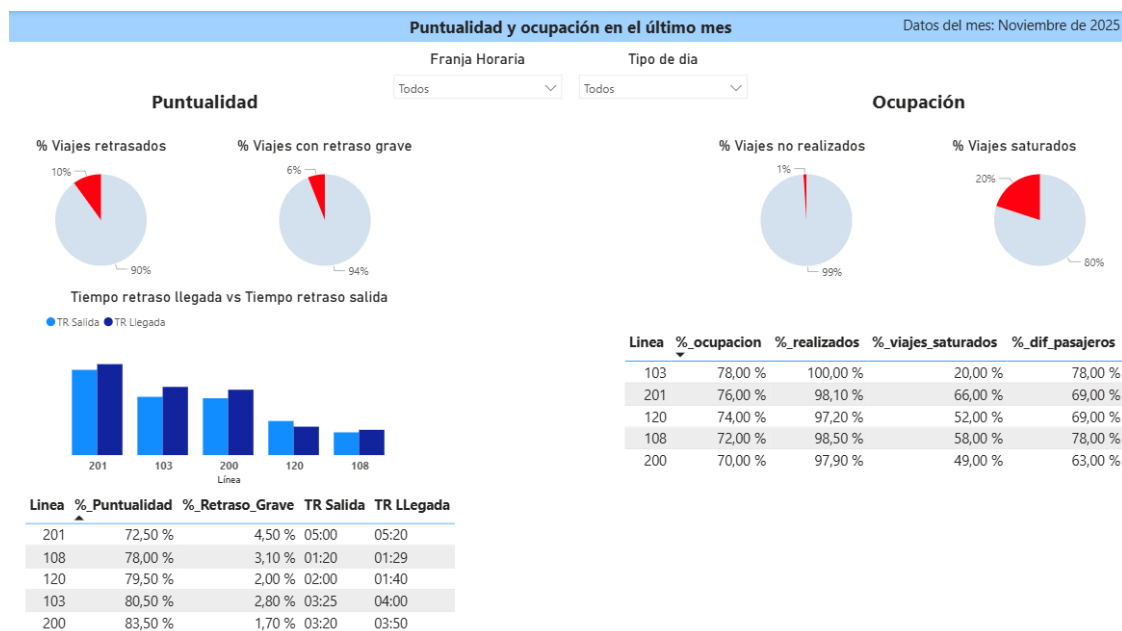 Puntualidad y ocupación en el último mes
Datos del mes: Noviembre de 2025
Franja Horaria
Todos
Tipo de dia
Todos
Puntualidad
% Viajes retrasados
10%
90%
% Viajes con retraso grave
6%
94%
Tiempo retraso llegada vs Tiempo retraso salida
TR Salida TR Llegada
201 103 200 120 108
Línea
Linea %_Puntualidad %_Retraso_Grave TR Salida TR LLegada
201 72,50 % 4,50 % 05:00 05:20
108 78,00 % 3,10 % 01:20 01:29
120 79,50 % 2,00 % 02:00 01:40
103 80,50 % 2,80 % 03:25 04:00
200 83,50 % 1,70 % 03:20 03:50
Ocupación
% Viajes no realizados
1%
99%
% Viajes saturados
20%
80%
Linea %_ocupacion %_realizados %_viajes_saturados %_dif_pasajeros
103 78,00 % 100,00 % 20,00 % 78,00 %
201 76,00 % 98,10 % 66,00 % 69,00 %
120 74,00 % 97,20 % 52,00 % 69,00 %
108 72,00 % 98,50 % 58,00 % 78,00 %
200 70,00 % 97,90 % 49,00 % 63,00 %